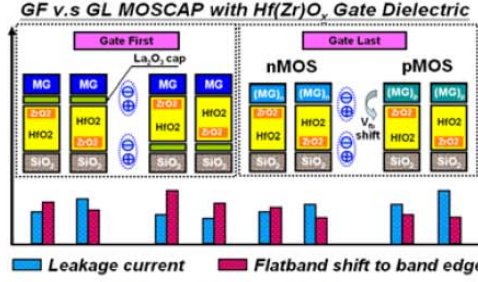 GF v.s GL MOSCAP with Hf(Zr)Oₓ Gate Dielectric
Gate First
Gate Last
La₂O₃ cap
nMOS
pMOS
MG MG MG MG (MG)ₙ (MG)ₙ (MG)ₚ (MG)ₚ
V_fb shift
ZrO2 ZrO2 ZrO2 ZrO2
HfO2 HfO2 HfO2 HfO2 HfO2 HfO2 HfO2 HfO2
ZrO2 ZrO2 ZrO2 ZrO2
SiO₂ SiO₂ SiO₂ SiO₂ SiO₂ SiO₂ SiO₂ SiO₂
Leakage current
Flatband shift to band edge